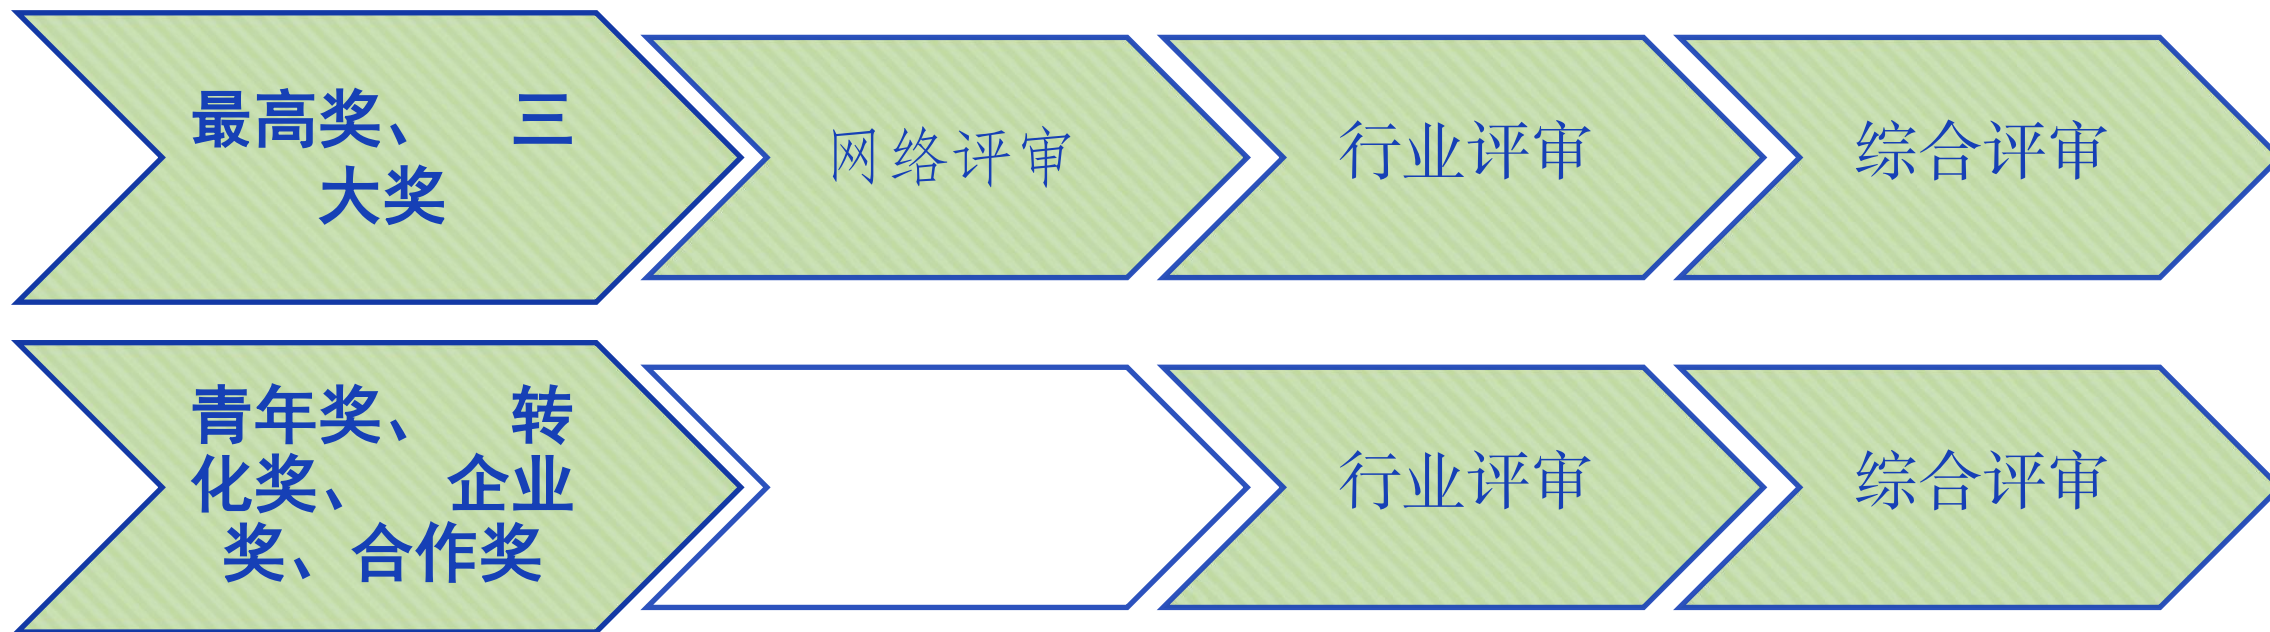 最高奖、 三
大奖
网络评审
行业评审
综合评审
青年奖、 转
化奖、 企业
奖、合作奖
行业评审
综合评审